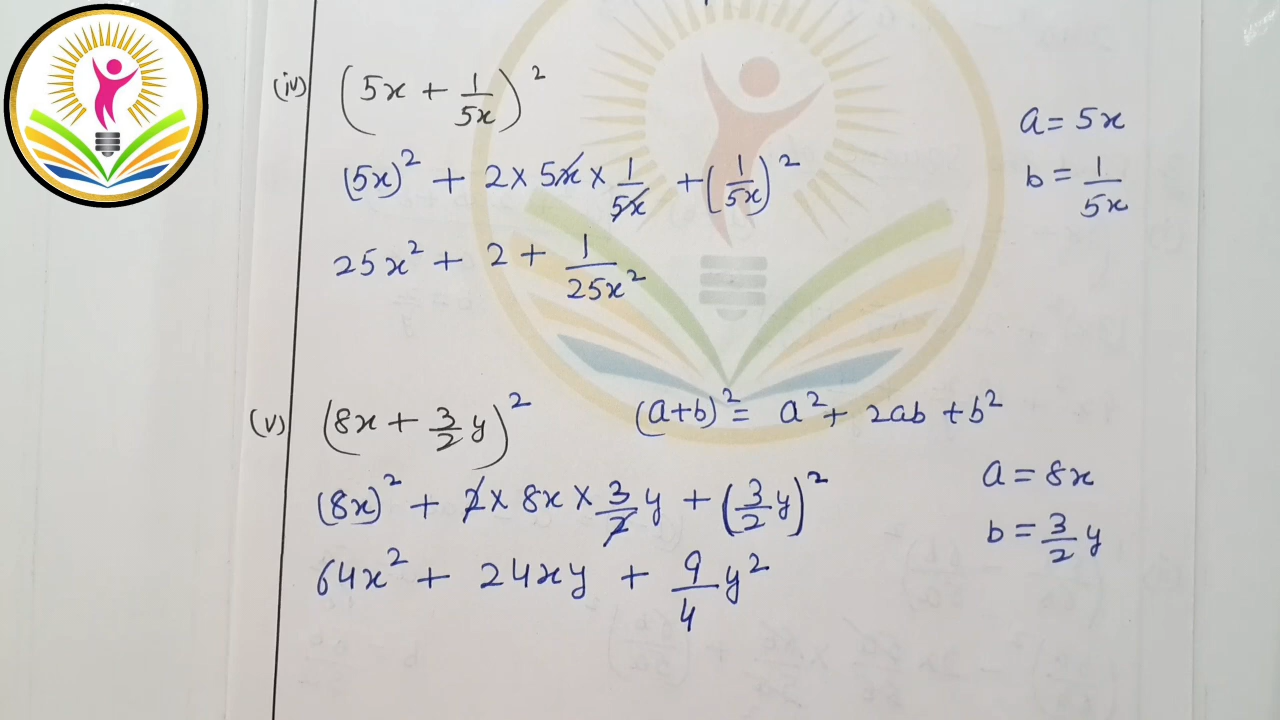 (iv) (5x + 1/5x)²
a = 5x
(5x)² + 2 × 5x × 1/5x + (1/5x)²
b = 1/5x
25x² + 2 + 1/25x²
(v) (8x + 3/2 y)² (a+b)² = a² + 2ab + b²
a = 8x
(8x)² + 2 × 8x × 3/2 y + (3/2 y)²
b = 3/2 y
64x² + 24xy + 9/4 y²